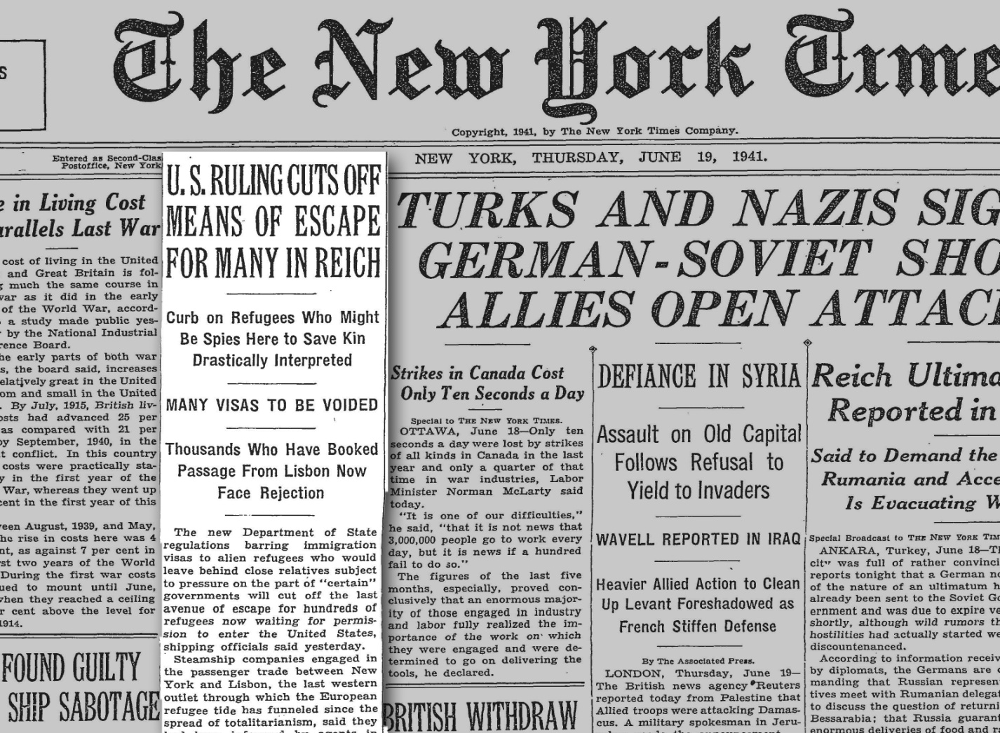 The New York Times
S
Copyright, 1941, by The New York Times Company.
Entered as Second-Clas
Postoffice, New York
NEW YORK, THURSDAY, JUNE 19, 1941.
e in Living Cost
arallels Last War
cost of living in the United
and Great Britain is fol-
g much the same course in
war as it did in the early
of the World War, accord-
a study made public yes-
by the National Industrial
rence Board.
he early parts of both war
s, the board said, increases
elatively great in the United
om and small in the United
. By July, 1915, British liv-
osts had advanced 25 per
as compared with 21 per
by September, 1940, in the
t conflict. In this country
costs were practically sta-
y in the first year of the
War, whereas they went up
cent in the first year of this
ween August, 1939, and May,
he rise in costs here was 4
nt, as against 7 per cent in
rst two years of the World
During the first war costs
ued to mount until June,
when they reached a ceiling
r cent above the level for
1914.
FOUND GUILTY
SHIP SABOTAGE
U. S. RULING CUTS OFF
MEANS OF ESCAPE
FOR MANY IN REICH
Curb on Refugees Who Might
Be Spies Here to Save Kin
Drastically Interpreted
MANY VISAS TO BE VOIDED
Thousands Who Have Booked
Passage From Lisbon Now
Face Rejection
The new Department of State
regulations barring immigration
visas to alien refugees who would
leave behind close relatives subject
to pressure on the part of "certain"
governments will cut off the last
avenue of escape for hundreds of
refugees now waiting for permis-
sion to enter the United States,
shipping officials said yesterday.
Steamship companies engaged in
the passenger trade between New
York and Lisbon, the last western
outlet through which the European
refugee tide has funneled since the
spread of totalitarianism, said they
TURKS AND NAZIS SIG
GERMAN-SOVIET SHO
ALLIES OPEN ATTACK
Strikes in Canada Cost
Only Ten Seconds a Day
Special to THE NEW YORK TIMES.
OTTAWA, June 18—Only ten
seconds a day were lost by strikes
of all kinds in Canada in the last
year and only a quarter of that
time in war industries, Labor
Minister Norman McLarty said
today.
"It is one of our difficulties,"
he said, "that it is not news that
3,000,000 people go to work every
day, but it is news if a hundred
fail to do so."
The figures of the last five
months, especially, proved con-
clusively that an enormous major-
ity of those engaged in industry
and labor fully realized the im-
portance of the work on which
they were engaged and were de-
termined to go on delivering the
tools, he declared.
BRITISH WITHDRAW
DEFIANCE IN SYRIA
Assault on Old Capital
Follows Refusal to
Yield to Invaders
WAVELL REPORTED IN IRAQ
Heavier Allied Action to Clean
Up Levant Foreshadowed as
French Stiffen Defense
By The Associated Press.
LONDON, Thursday, June 19—
The British news agency Reuters
reported today from Palestine that
Allied troops were attacking Damas-
cus. A military spokesman in Jeru-
Reich Ultima
Reported in
Said to Demand the
Rumania and Acce
Is Evacuating W
Special Broadcast to THE NEW YORK TIM
ANKARA, Turkey, June 18—Th
city was full of rather convinci
reports tonight that a German no
of the nature of an ultimatum h
already been sent to the Soviet Go
ernment and was due to expire ve
shortly, although wild rumors th
hostilities had actually started we
discountenanced.
According to information receiv
by diplomats, the Germans are d
manding that Russian represen
tives meet with Rumanian delegat
to discuss the question of returni
Bessarabia; that Russia guaran
enormous deliveries of food and r